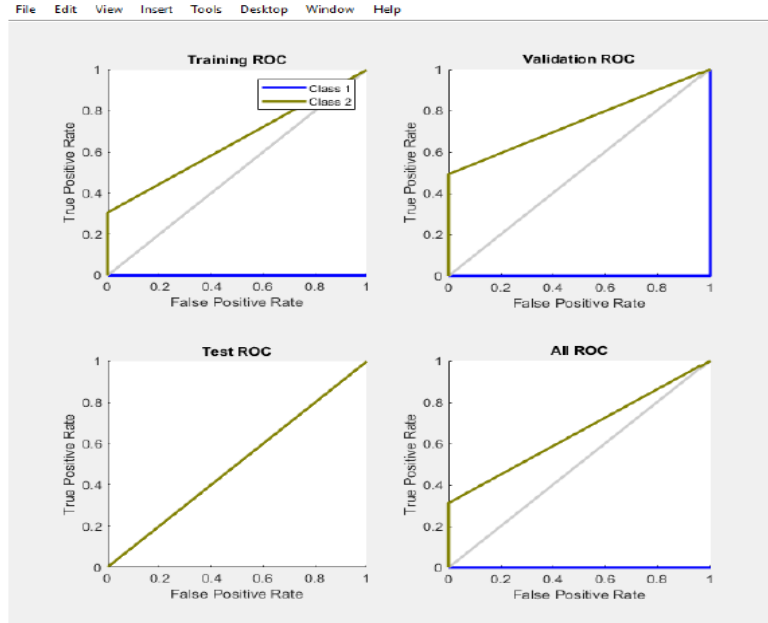 File Edit View Insert Tools Desktop Window Help
Training ROC
1
0.8
0.6
0.4
0.2
0
True Positive Rate
Class 1
Class 2
0 0.2 0.4 0.6 0.8 1
False Positive Rate
Validation ROC
1
0.8
0.6
0.4
0.2
0
True Positive Rate
0 0.2 0.4 0.6 0.8 1
False Positive Rate
Test ROC
1
0.8
0.6
0.4
0.2
0
True Positive Rate
0 0.2 0.4 0.6 0.8 1
False Positive Rate
All ROC
1
0.8
0.6
0.4
0.2
0
True Positive Rate
0 0.2 0.4 0.6 0.8 1
False Positive Rate